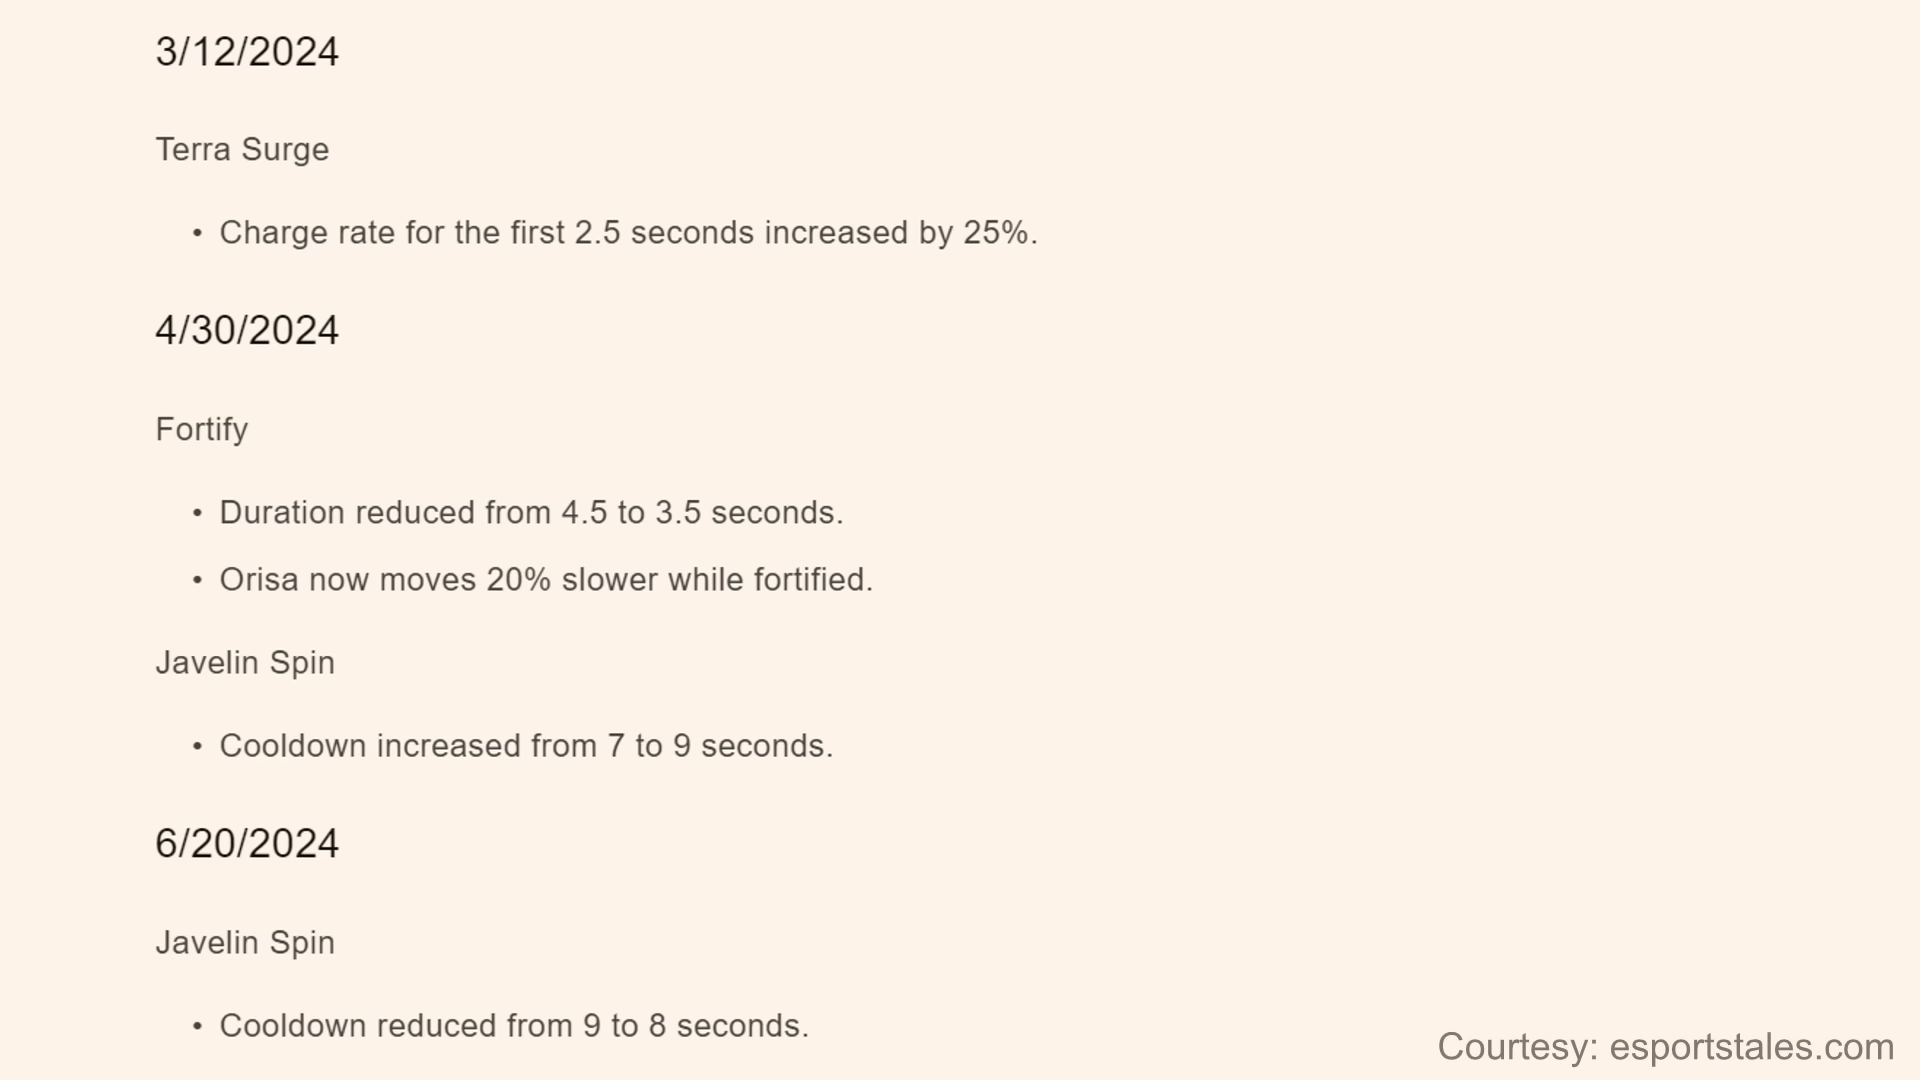 3/12/2024
Terra Surge
• Charge rate for the first 2.5 seconds increased by 25%.
4/30/2024
Fortify
• Duration reduced from 4.5 to 3.5 seconds.
• Orisa now moves 20% slower while fortified.
Javelin Spin
• Cooldown increased from 7 to 9 seconds.
6/20/2024
Javelin Spin
• Cooldown reduced from 9 to 8 seconds.
Courtesy: esportstales.com